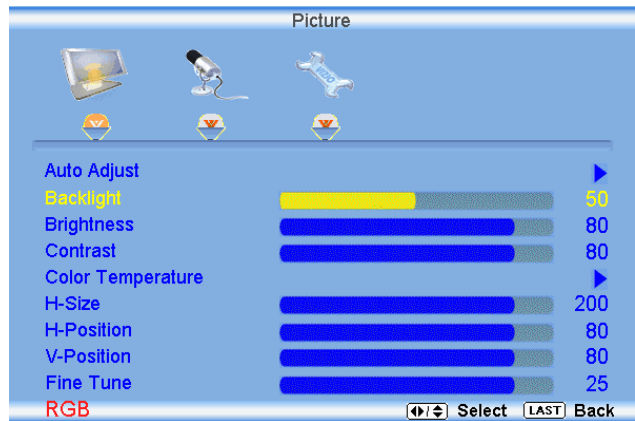 Picture
Auto Adjust
Backlight 50
Brightness 80
Contrast 80
Color Temperature
H-Size 200
H-Position 80
V-Position 80
Fine Tune 25
RGB Select LAST Back